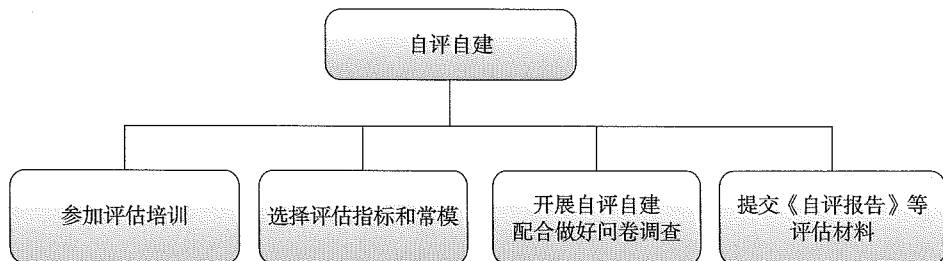 自评自建
参加评估培训
选择评估指标和常模
开展自评自建
配合做好问卷调查
提交《自评报告》等
评估材料